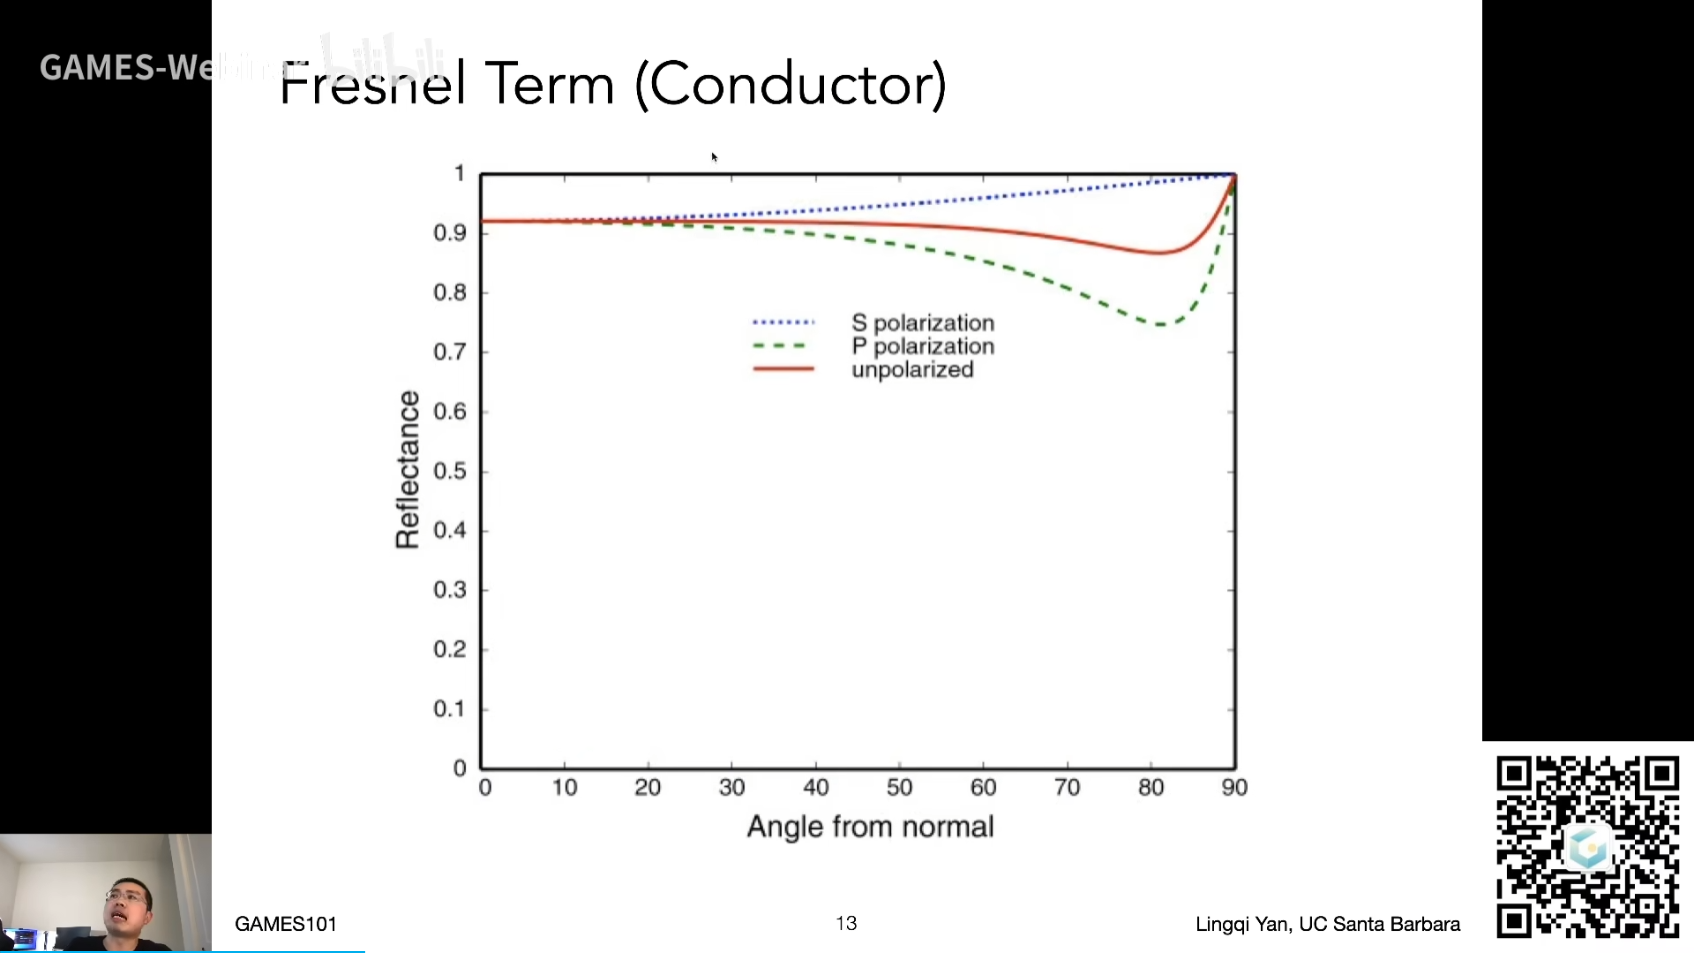 GAMES-Webinar bilibili
Fresnel Term (Conductor)
1
0.9
0.8
0.7
0.6
0.5
0.4
0.3
0.2
0.1
0
Reflectance
S polarization
P polarization
unpolarized
0 10 20 30 40 50 60 70 80 90
Angle from normal
GAMES101
13
Lingqi Yan, UC Santa Barbara